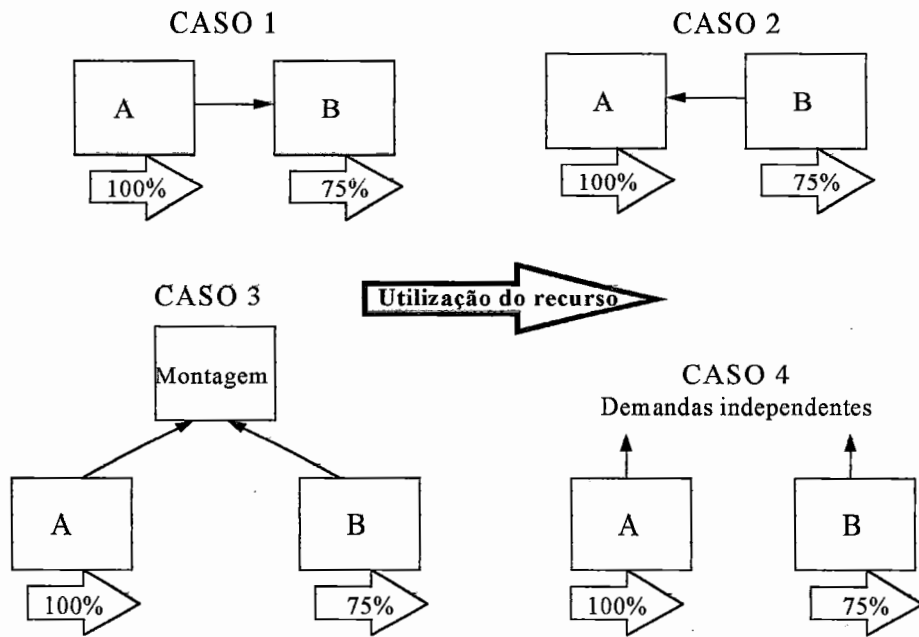 CASO 1
A
B
100%
75%
CASO 2
A
B
100%
75%
CASO 3
Utilização do recurso
Montagem
A
B
100%
75%
CASO 4
Demandas independentes
A
B
100%
75%